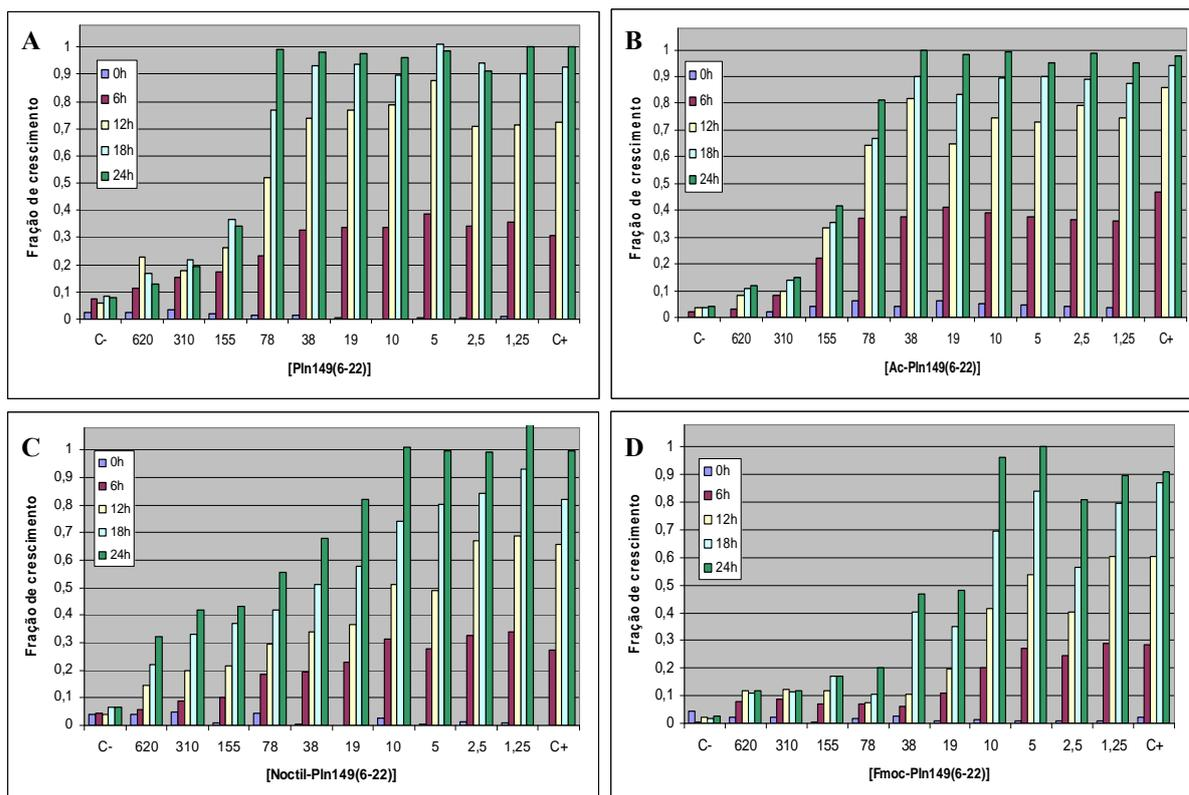 A
Fração de crescimento
1
0,9
0,8
0,7
0,6
0,5
0,4
0,3
0,2
0,1
0
0h
6h
12h
18h
24h
C- 620 310 155 78 38 19 10 5 2,5 1,25 C+
[Pln149(6-22)]
B
Fração de crescimento
1
0,9
0,8
0,7
0,6
0,5
0,4
0,3
0,2
0,1
0
0h
6h
12h
18h
24h
C- 620 310 155 78 38 19 10 5 2,5 1,25 C+
[Ac-Pln149(6-22)]
C
Fração de crescimento
1
0,9
0,8
0,7
0,6
0,5
0,4
0,3
0,2
0,1
0
0h
6h
12h
18h
24h
C- 620 310 155 78 38 19 10 5 2,5 1,25 C+
[Noctil-Pln149(6-22)]
D
Fração de crescimento
1
0,9
0,8
0,7
0,6
0,5
0,4
0,3
0,2
0,1
0
0h
6h
12h
18h
24h
C- 620 310 155 78 38 19 10 5 2,5 1,25 C+
[Fmoc-Pln149(6-22)]